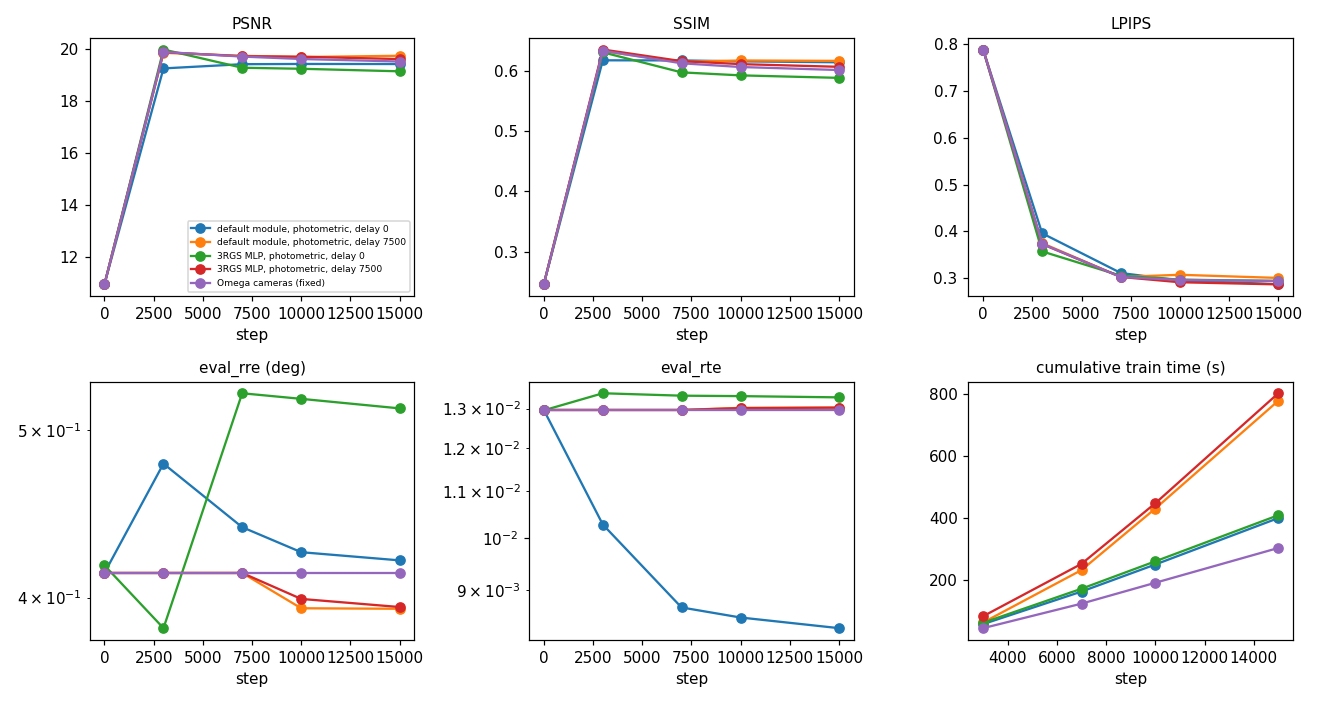 PSNR
20
18
16
14
12
default module, photometric, delay 0
default module, photometric, delay 7500
3RGS MLP, photometric, delay 0
3RGS MLP, photometric, delay 7500
Omega cameras (fixed)
0 2500 5000 7500 10000 12500 15000
step
SSIM
0.6
0.5
0.4
0.3
0 2500 5000 7500 10000 12500 15000
step
LPIPS
0.8
0.7
0.6
0.5
0.4
0.3
0 2500 5000 7500 10000 12500 15000
step
eval_rre (deg)
5 × 10⁻¹
4 × 10⁻¹
0 2500 5000 7500 10000 12500 15000
step
eval_rte
1.3 × 10⁻²
1.2 × 10⁻²
1.1 × 10⁻²
10⁻²
9 × 10⁻³
0 2500 5000 7500 10000 12500 15000
step
cumulative train time (s)
800
600
400
200
4000 6000 8000 10000 12000 14000
step